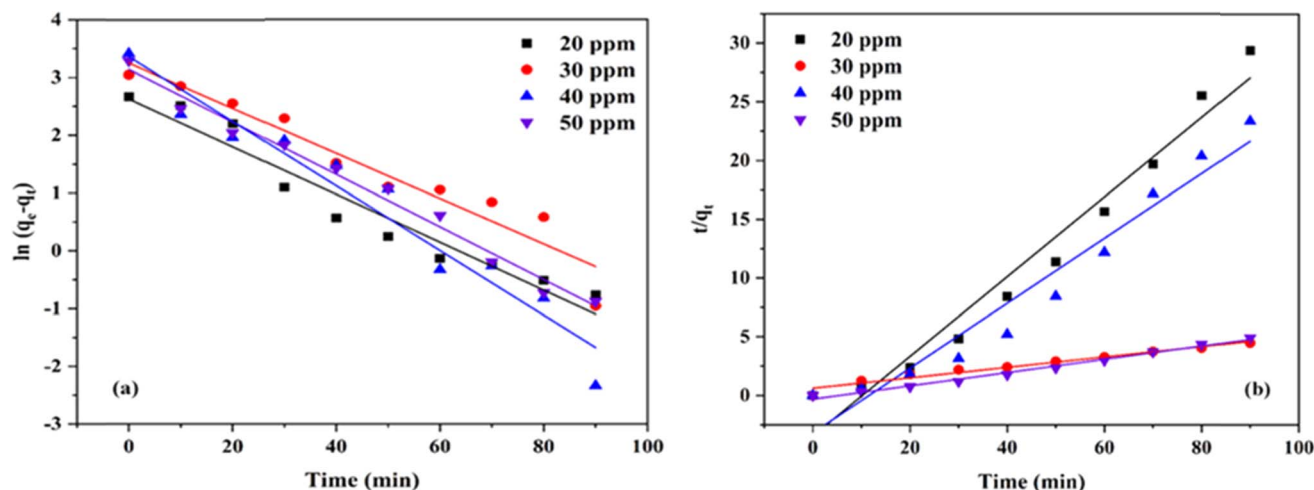 4
3
2
1
0
-1
-2
-3
ln (qe-qt)
20 ppm
30 ppm
40 ppm
50 ppm
(a)
0 20 40 60 80 100
Time (min)
30
25
20
15
10
5
0
t/qt
20 ppm
30 ppm
40 ppm
50 ppm
(b)
0 20 40 60 80 100
Time (min)